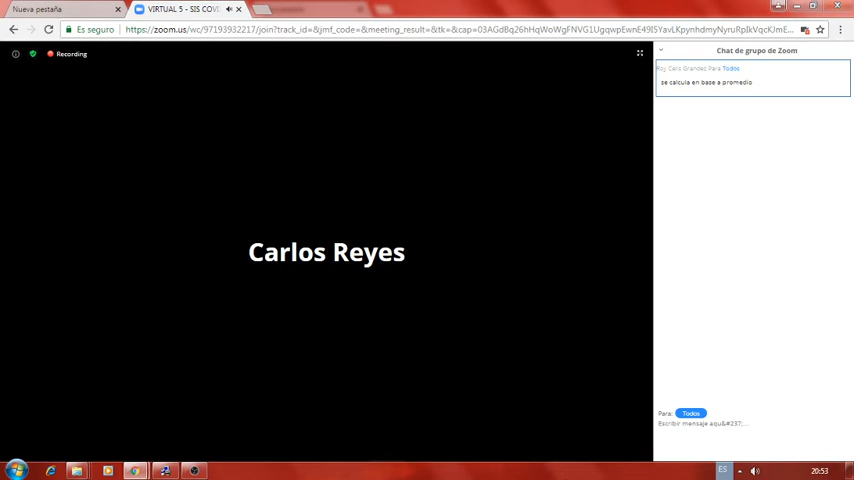 Nueva pestaña
VIRTUAL 5 - SIS COVI
Es seguro
https://zoom.us/wc/97193932217/join?track_id=&jmf_code=&meeting_result=&tk=&cap=
Recording
Chat de grupo de Zoom
Para Todos
se calcula en base a promedio
Carlos Reyes
Para: Todos
Escribir mensaje aqu&#237;...
ES
20:53